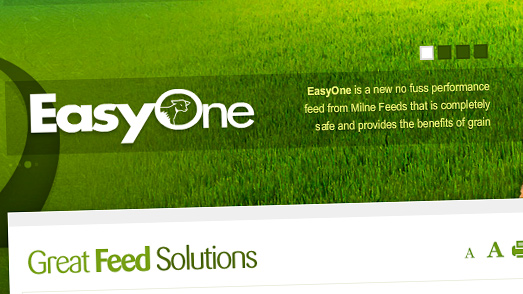 EasyOne
EasyOne is a new no fuss performance
feed from Milne Feeds that is completely
safe and provides the benefits of grain
Great Feed Solutions
A A